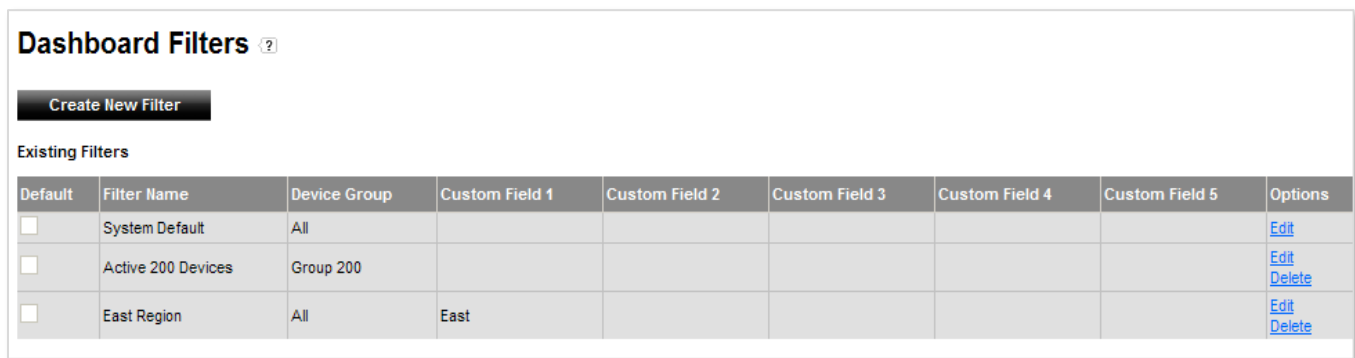 Dashboard Filters ?
Create New Filter
Existing Filters
Default Filter Name Device Group Custom Field 1 Custom Field 2 Custom Field 3 Custom Field 4 Custom Field 5 Options
System Default All Edit
Active 200 Devices Group 200 Edit
Delete
East Region All East Edit
Delete